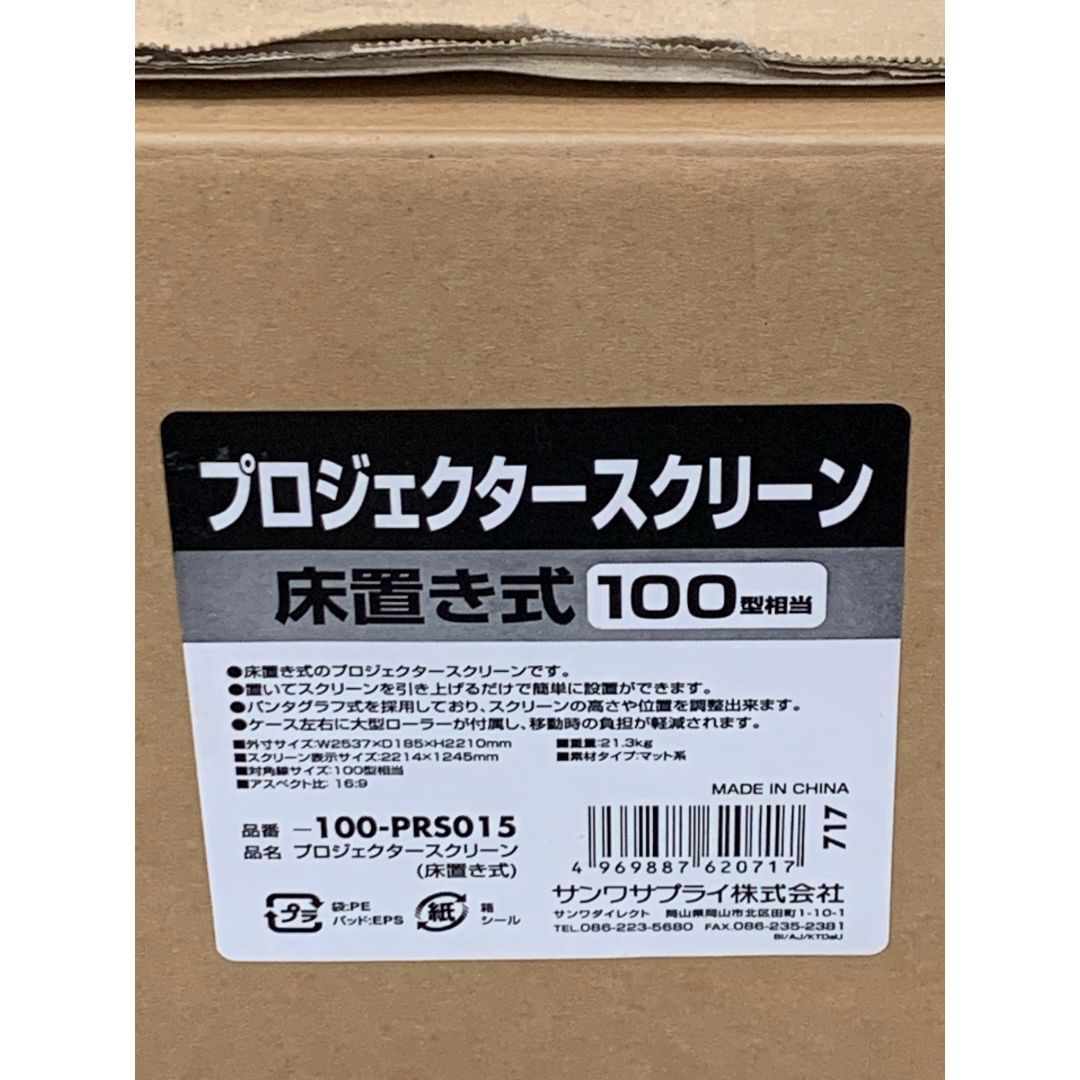 プロジェクタースクリーン
床置き式 100型相当
●床置き式のプロジェクタースクリーンです。
●置いてスクリーンを引き上げるだけで簡単に設置ができます。
●パンタグラフ式を採用しており、スクリーンの高さや位置を調整出来ます。
●ケース左右に大型ローラーが付属し、移動時の負担が軽減されます。
■外寸サイズ:W2537×D185×H2210mm ■重量:21.3kg
■スクリーン表示サイズ:2214×1245mm ■素材タイプ:マット系
■対角線サイズ:100型相当
■アスペクト比:16:9
MADE IN CHINA
品番 －100-PRS015
品名 プロジェクタースクリーン
(床置き式)
717
4 969887 620717
プラ 袋:PE
パッド:EPS
紙 箱
シール
サンワサプライ株式会社
サンワダイレクト 岡山県岡山市北区田町1-10-1
TEL.086-223-5680 FAX.086-235-2381
BI/AJ/KTDaU